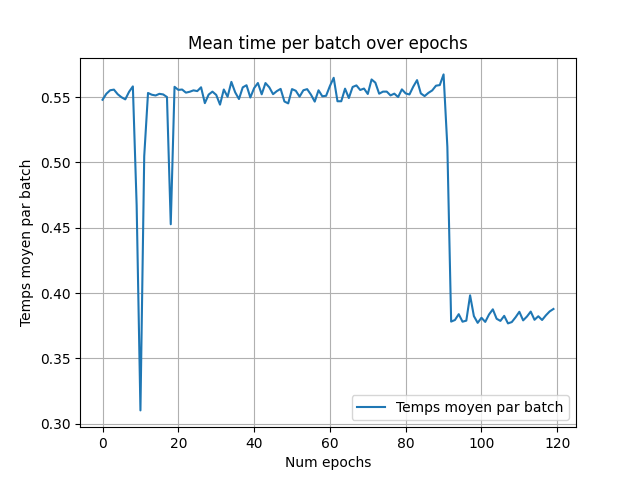 Mean time per batch over epochs
Temps moyen par batch
0.55
0.50
0.45
0.40
0.35
0.30
Temps moyen par batch
0 20 40 60 80 100 120
Num epochs